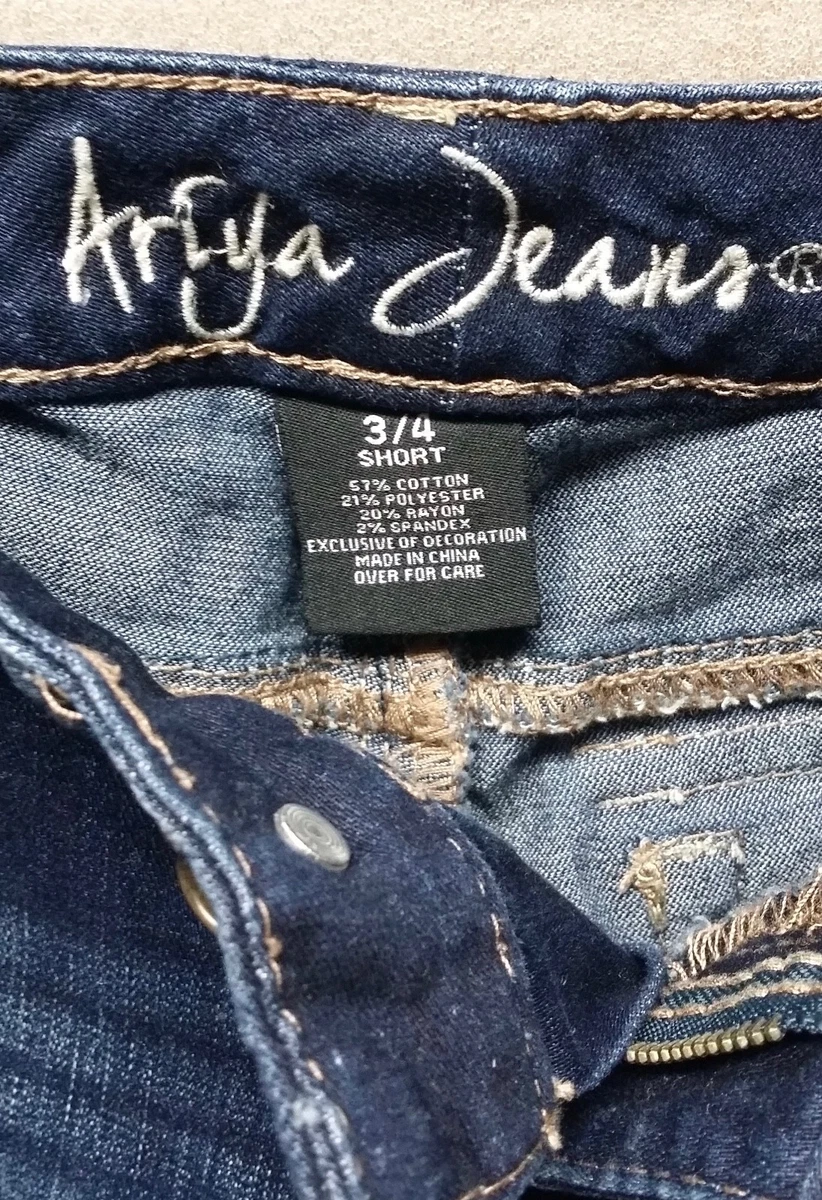 Ariya Jeans®
3/4
SHORT
57% COTTON
21% POLYESTER
20% RAYON
2% SPANDEX
EXCLUSIVE OF DECORATION
MADE IN CHINA
OVER FOR CARE